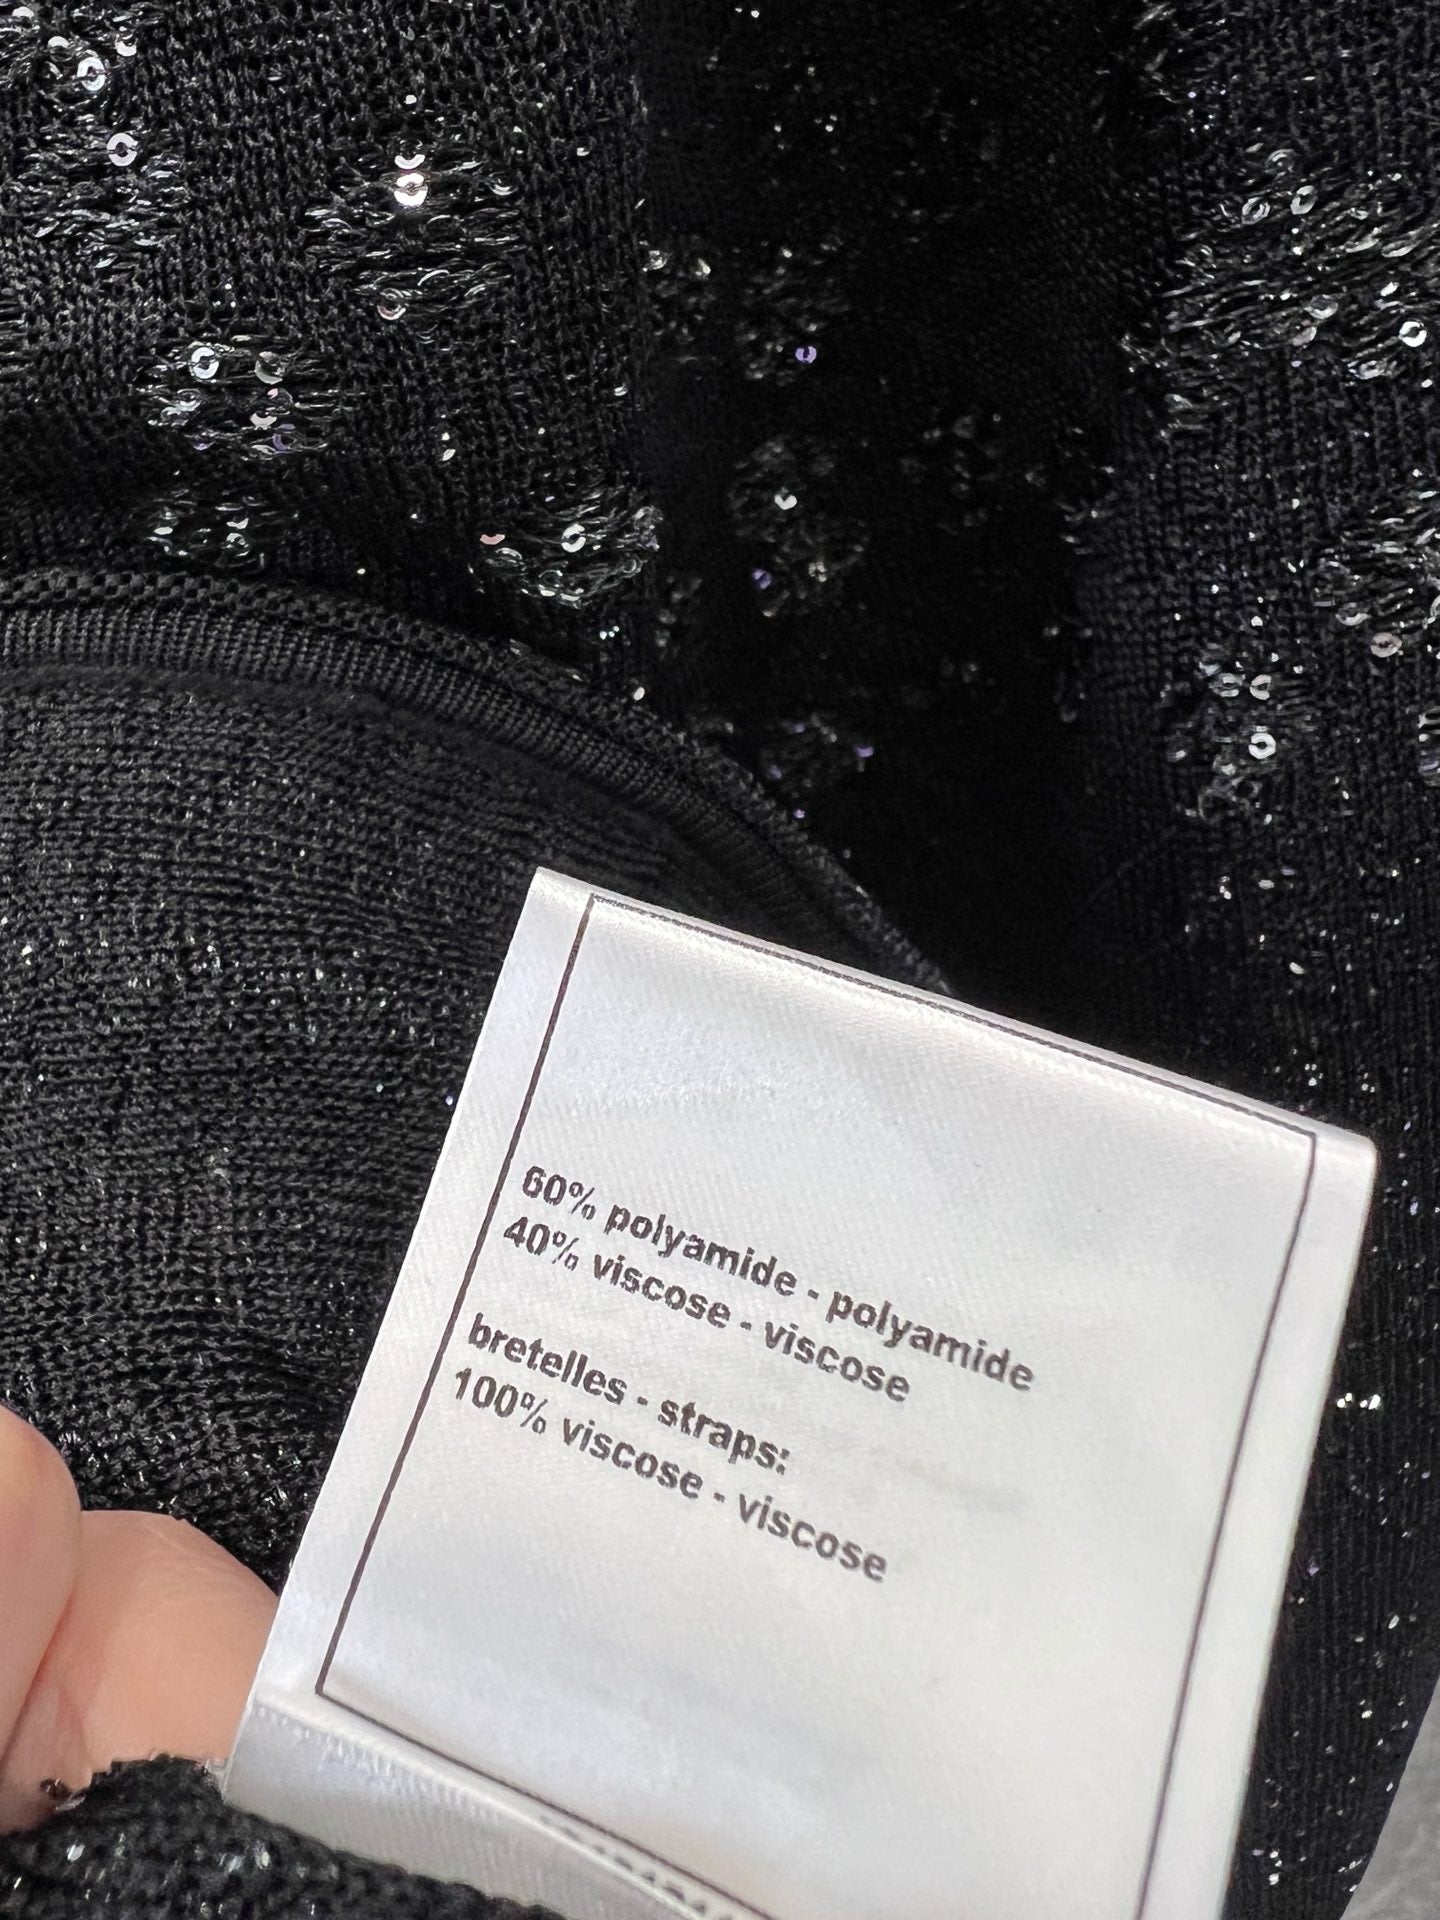 60% polyamide - polyamide
40% viscose - viscose
bretelles - straps:
100% viscose - viscose